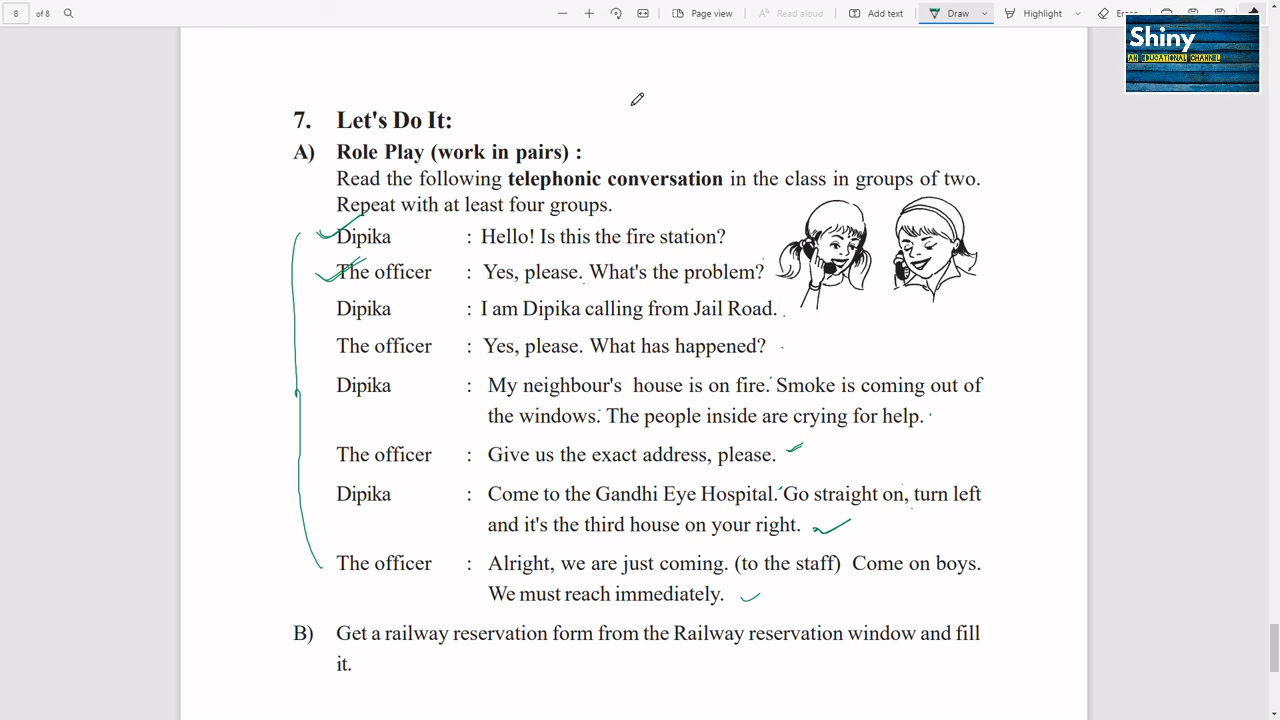 8 of 8 Page view Read aloud Add text Draw Highlight
Shiny
AN EDUCATIONAL CHANNEL
7. Let's Do It:
A) Role Play (work in pairs) :
Read the following telephonic conversation in the class in groups of two.
Repeat with at least four groups.
Dipika : Hello! Is this the fire station?
The officer : Yes, please. What's the problem?
Dipika : I am Dipika calling from Jail Road.
The officer : Yes, please. What has happened?
Dipika : My neighbour's house is on fire. Smoke is coming out of
the windows. The people inside are crying for help.
The officer : Give us the exact address, please.
Dipika : Come to the Gandhi Eye Hospital. Go straight on, turn left
and it's the third house on your right.
The officer : Alright, we are just coming. (to the staff) Come on boys.
We must reach immediately.
B) Get a railway reservation form from the Railway reservation window and fill
it.